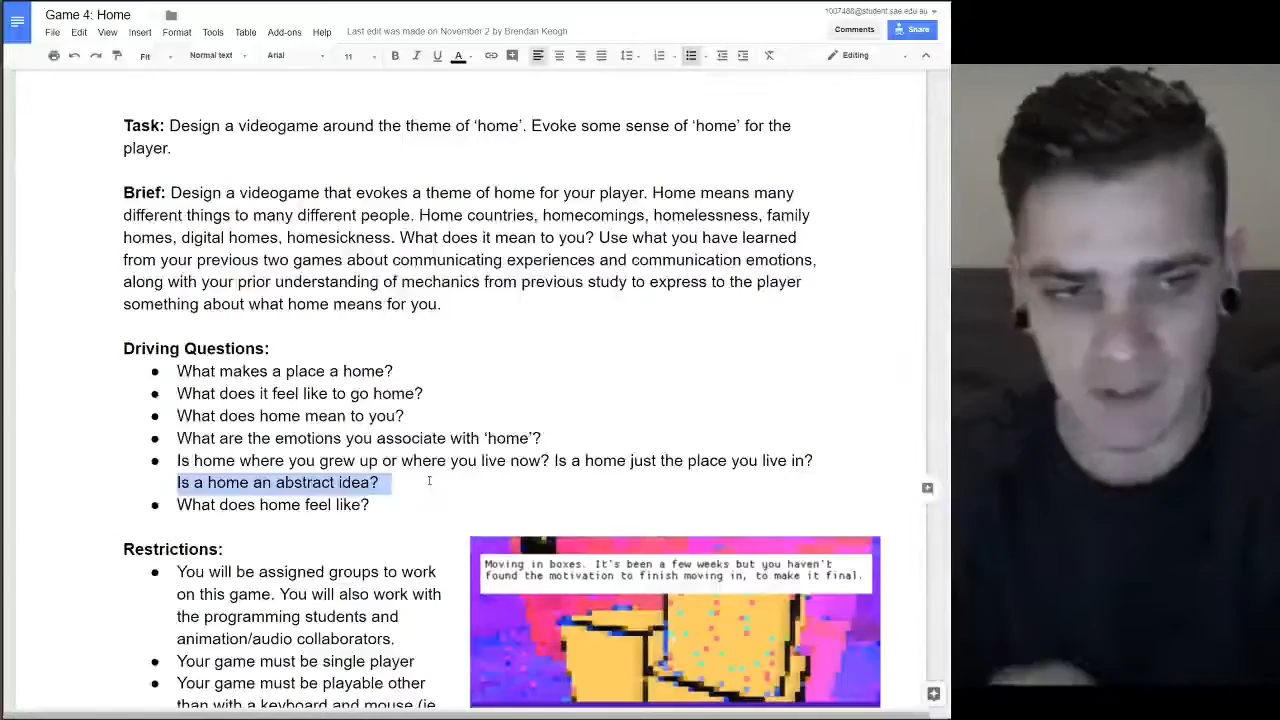 Game 4: Home
1007488@student.sae.edu.au
File Edit View Insert Format Tools Table Add-ons Help
Last edit was made on November 2 by Brendan Keogh
Comments
Share
Fit
Normal text
Arial
11
B I U A
Editing
Task: Design a videogame around the theme of ‘home’. Evoke some sense of ‘home’ for the
player.
Brief: Design a videogame that evokes a theme of home for your player. Home means many
different things to many different people. Home countries, homecomings, homelessness, family
homes, digital homes, homesickness. What does it mean to you? Use what you have learned
from your previous two games about communicating experiences and communication emotions,
along with your prior understanding of mechanics from previous study to express to the player
something about what home means for you.
Driving Questions:
● What makes a place a home?
● What does it feel like to go home?
● What does home mean to you?
● What are the emotions you associate with ‘home’?
● Is home where you grew up or where you live now? Is a home just the place you live in?
Is a home an abstract idea?
● What does home feel like?
Restrictions:
● You will be assigned groups to work
on this game. You will also work with
the programming students and
animation/audio collaborators.
● Your game must be single player
● Your game must be playable other
than with a keyboard and mouse (ie
Moving in boxes. It's been a few weeks but you haven't
found the motivation to finish moving in, to make it final.